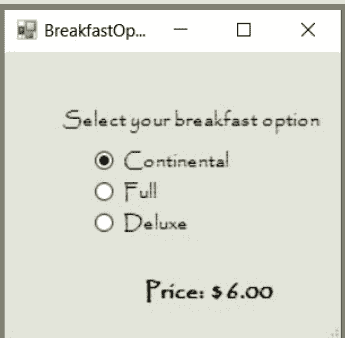 BreakfastOp...
Select your breakfast option
Continental
Full
Deluxe
Price: $6.00